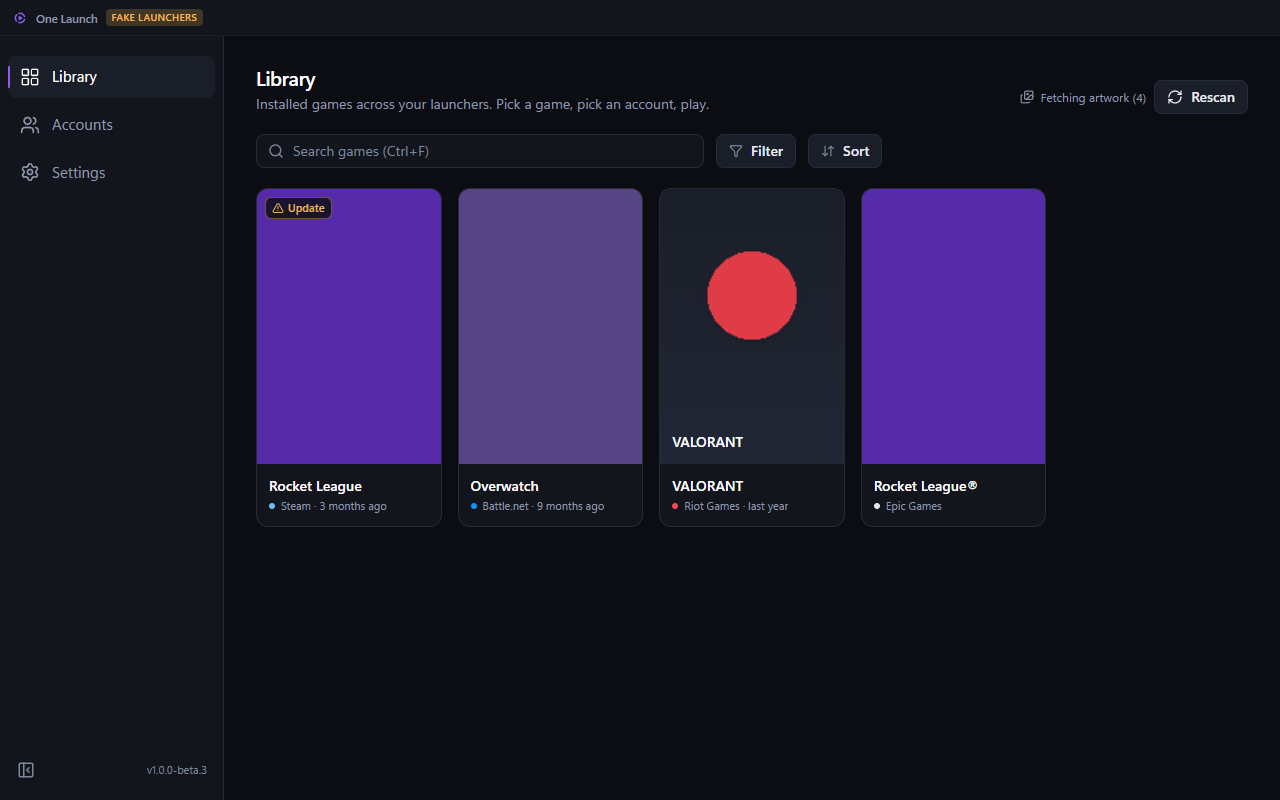 One Launch FAKE LAUNCHERS
Library
Accounts
Settings
v1.0.0-beta.3
Library
Installed games across your launchers. Pick a game, pick an account, play.
Fetching artwork (4)
Rescan
Search games (Ctrl+F)
Filter
Sort
Update
Rocket League
Steam · 3 months ago
Overwatch
Battle.net · 9 months ago
VALORANT
VALORANT
Riot Games · last year
Rocket League®
Epic Games